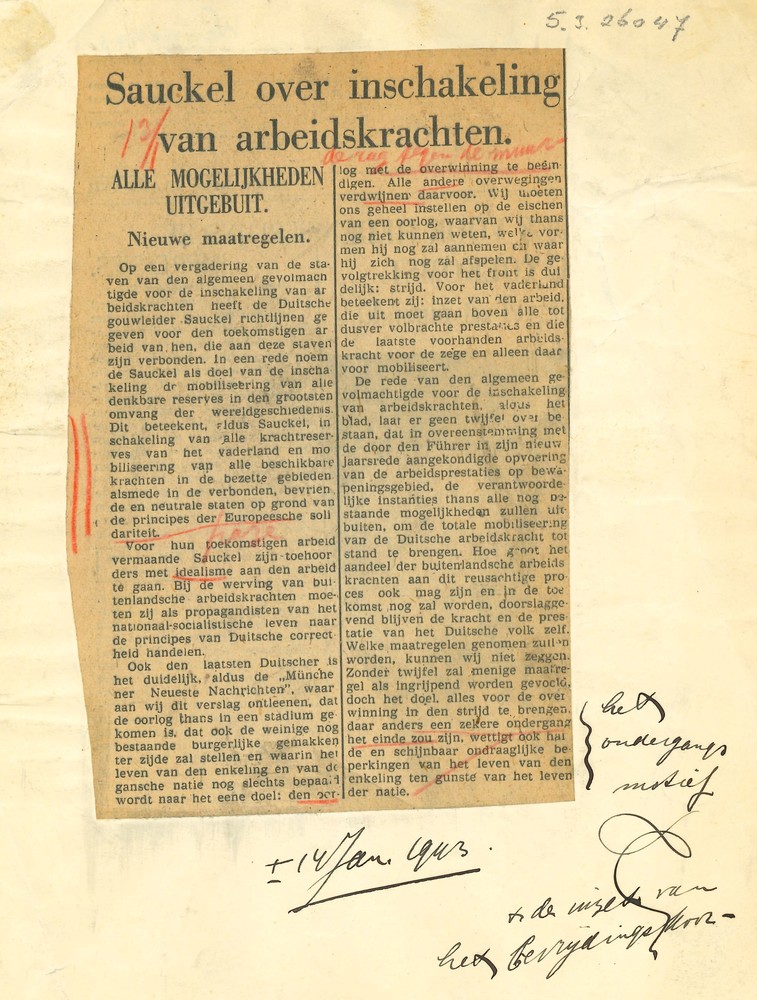 5.3.26047
Sauckel over inschakeling
van arbeidskrachten.
13/1
de rug tegen de muur
ALLE MOGELIJKHEDEN
UITGEBUIT.
Nieuwe maatregelen.
Op een vergadering van de sta-
ven van den algemeen gevolmach
tigde voor de inschakeling van ar
beidskrachten heeft de Duitsche
gouwleider Sauckel richtlijnen ge
geven voor den toekomstigen ar
beid van hen, die aan deze staven
zijn verbonden. In een rede noem
de Sauckel als doel van de inscha-
keling de mobiliseering van alle
denkbare reserves in den grootsten
omvang der wereldgeschiedenis.
Dit beteekent, aldus Sauckel, in
schakeling van alle krachtreser-
ves van het vaderland en mo
biliseering van alle beschikbare
krachten in de bezette gebieden
alsmede in de verbonden, bevrien
de en neutrale staten op grond van
de principes der Europeesche soli
dariteit.
Voor hun toekomstigen arbeid
vermaande Sauckel zijn toehoor
ders met idealisme aan den arbeid
te gaan. Bij de werving van bui-
tenlandsche arbeidskrachten moe-
ten zij als propagandisten van het
nationaal-socialistische leven naar
de principes van Duitsche correct-
heid handelen.
Ook den laatsten Duitscher is
het duidelijk, aldus de „Münche
ner Neueste Nachrichten", waar
aan wij dit verslag ontleenen, dat
de oorlog thans in een stadium ge
komen is, dat ook de weinige nog
bestaande burgerlijke gemakken
ter zijde zal stellen en waarin het
leven van den enkeling en van de
gansche natie nog slechts bepaald
wordt naar het eene doel: den oor-
log met de overwinning te beëin
digen. Alle andere overwegingen
verdwijnen daarvoor. Wij moeten
ons geheel instellen op de eischen
van een oorlog, waarvan wij thans
nog niet kunnen weten, welke vor-
men hij nog zal aannemen en waar
hij zich nog zal afspelen. De ge-
volgtrekking voor het front is dui
delijk: strijd. Voor het vaderland
beteekent zij: inzet van den arbeid,
die uit moet gaan boven alle tot
dusver volbrachte prestaties en die
de laatste voorhanden arbeids-
kracht voor de zege en alleen daar
voor mobiliseert.
De rede van den algemeen ge-
volmachtigde voor de inschakeling
van arbeidskrachten, aldus het
blad, laat er geen twijfel over be
staan, dat in overeenstemming met
de door den Führer in zijn nieuw
jaarsrede aangekondigde opvoering
van de arbeidsprestaties op bewa-
peningsgebied, de verantwoorde-
lijke instanties thans alle nog be-
staande mogelijkheden zullen uit-
buiten, om de totale mobiliseering
van de Duitsche arbeidskracht tot
stand te brengen. Hoe groot het
aandeel der buitenlandsche arbeids
krachten aan dit reusachtige pro-
ces ook mag zijn en in de toe
komst nog zal worden, doorslagge-
vend blijven de kracht en de pres-
tatie van het Duitsche volk zelf.
Welke maatregelen genomen zullen
worden, kunnen wij niet zeggen.
Zonder twijfel zal menige maatre-
gel als ingrijpend worden gevoeld,
doch het doel, alles voor de over
winning in den strijd te brengen,
daar anders een zekere ondergang
het einde zou zijn, wettigt ook har
de en schijnbaar ondraaglijke be
perkingen van het leven van den
enkeling ten gunste van het leven
der natie.
het
ondergangs
motief
± 14 Jan. 1943.
van
het bevrijdings